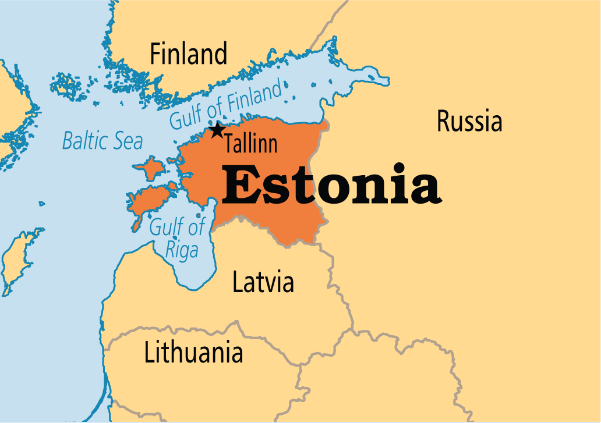 Finland
Gulf of Finland
Russia
Baltic Sea
Tallinn
Estonia
Gulf of
Riga
Latvia
Lithuania